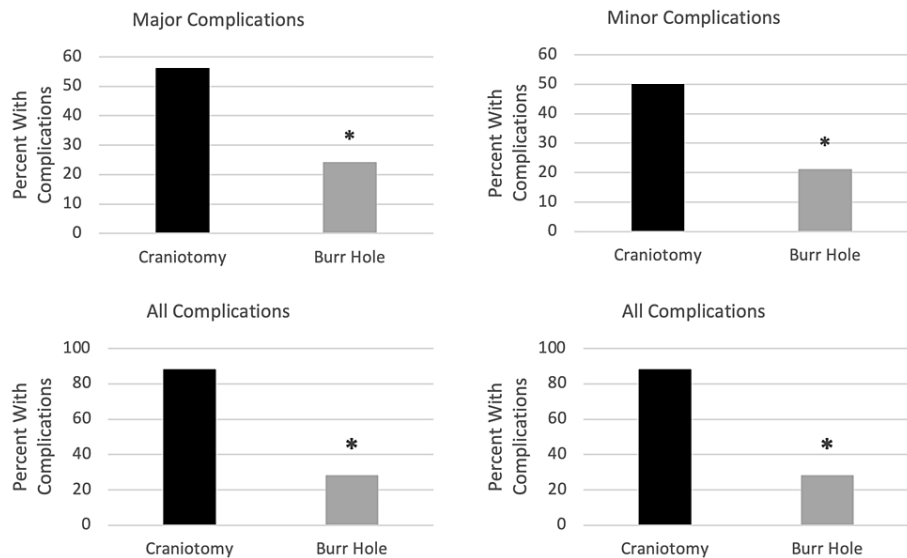 Major Complications
Percent With
Complications
60
50
40
30
20
10
0
*
Craniotomy
Burr Hole
Minor Complications
Percent With
Complications
60
50
40
30
20
10
0
*
Craniotomy
Burr Hole
All Complications
Percent With
Complications
100
80
60
40
20
0
*
Craniotomy
Burr Hole
All Complications
Percent With
Complications
100
80
60
40
20
0
*
Craniotomy
Burr Hole